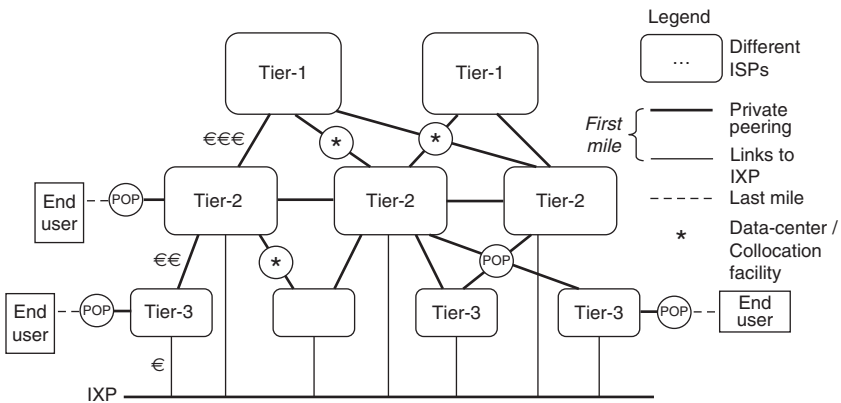 Legend
Tier-1
Tier-1
...
Different
ISPs
€€€
*
*
First
mile
Private
peering
Links to
IXP
End
user
POP
Tier-2
Tier-2
Tier-2
Last mile
*
Data-center /
Collocation
facility
€€
*
POP
End
user
POP
Tier-3
Tier-3
Tier-3
POP
End
user
€
IXP